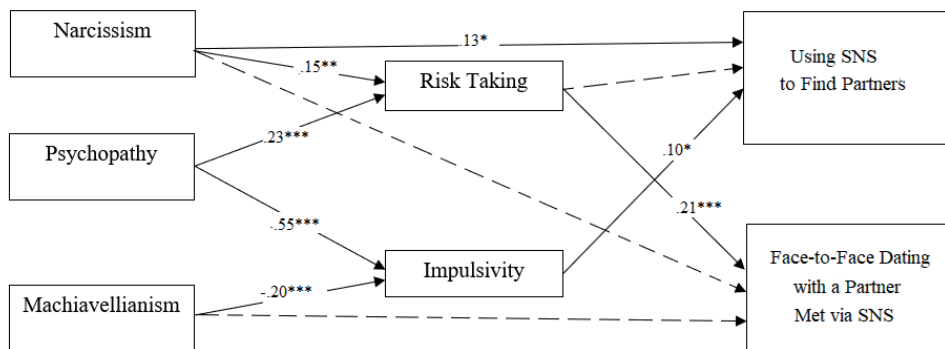 Narcissism
.13*
Using SNS
to Find Partners
.15**
Risk Taking
.23***
Psychopathy
.10*
.21***
-.55***
Impulsivity
Face-to-Face Dating
with a Partner
Met via SNS
-.20***
Machiavellianism